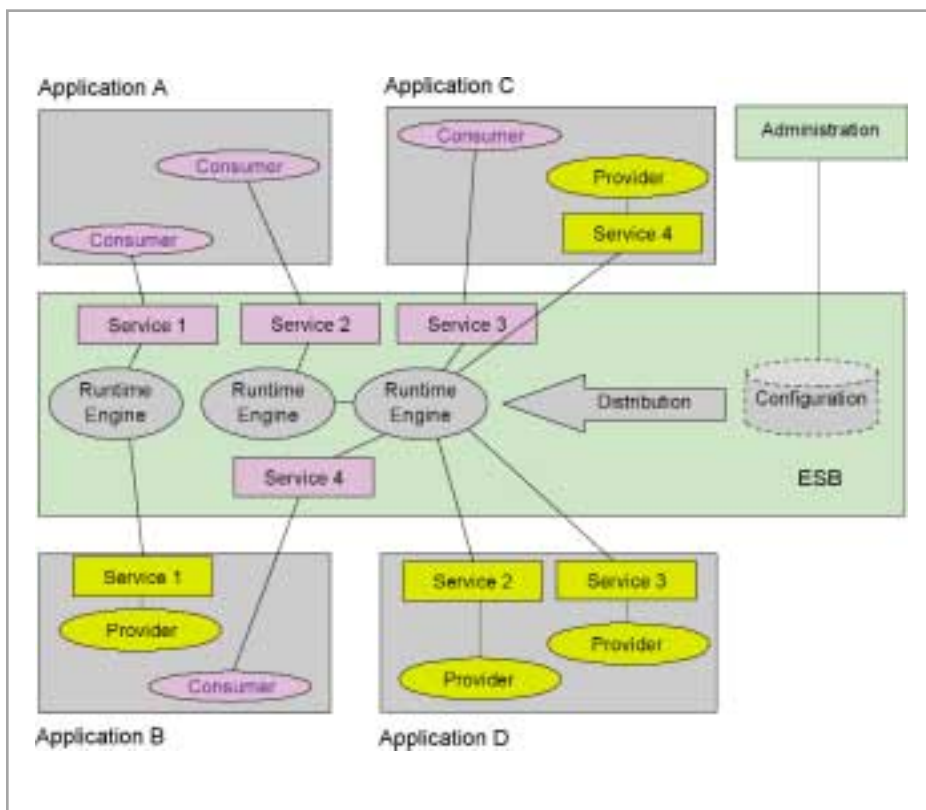 Application A
Application C
Consumer
Administration
Consumer
Provider
Consumer
Service 4
Service 1
Service 2
Service 3
Runtime
Engine
Runtime
Engine
Runtime
Engine
Distribution
Configuration
Service 4
ESB
Service 1
Service 2
Service 3
Provider
Provider
Consumer
Provider
Application B
Application D